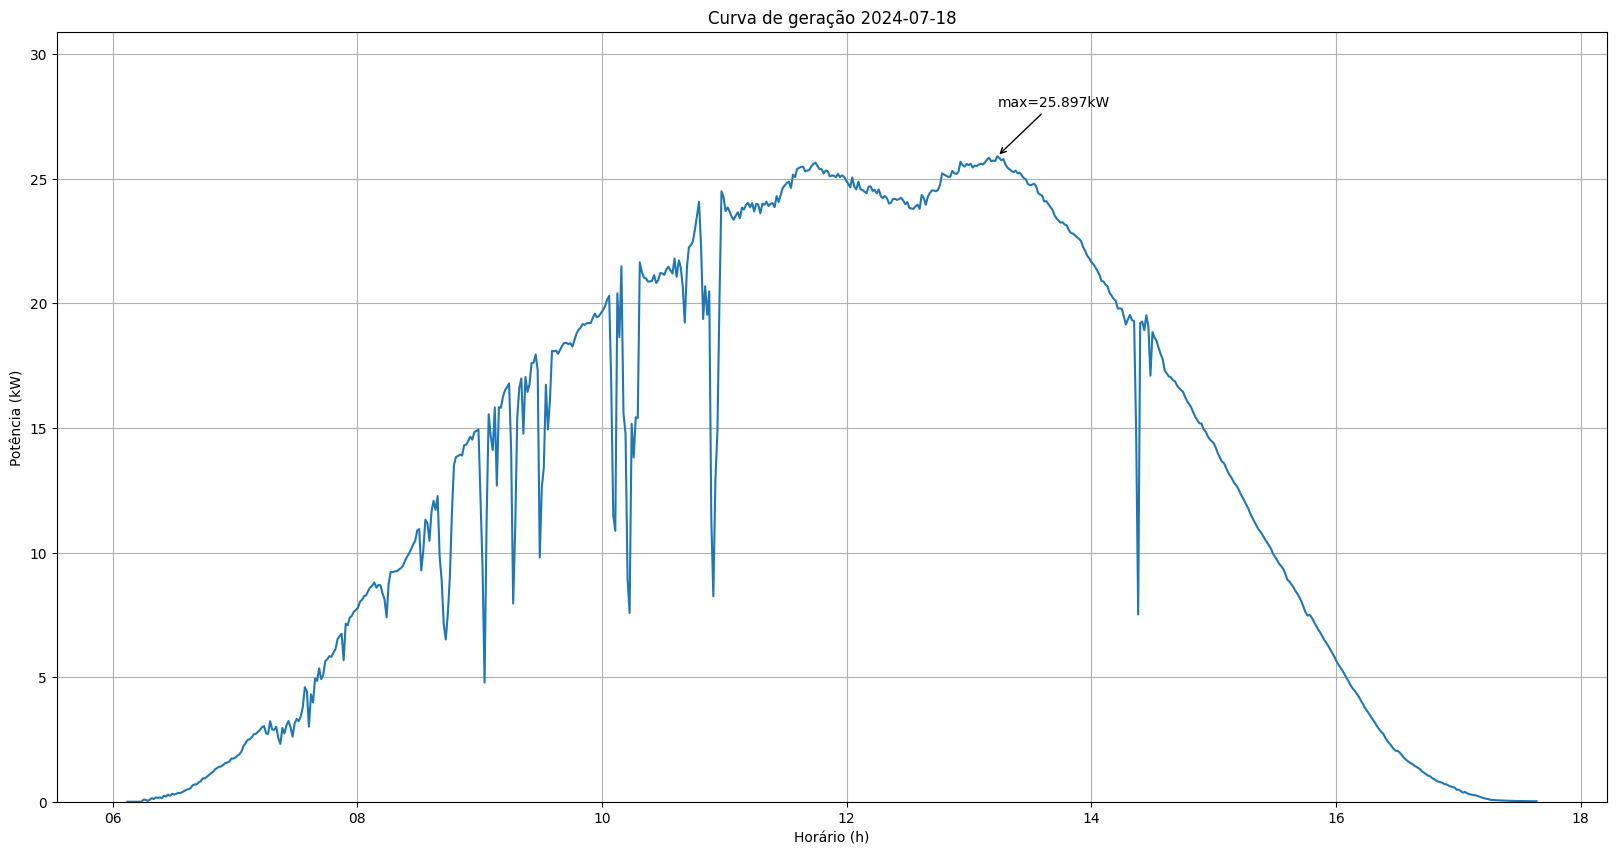 Curva de geração 2024-07-18
30
max=25.897kW
25
20
15
10
5
0
Potência (kW)
06 08 10 12 14 16 18
Horário (h)